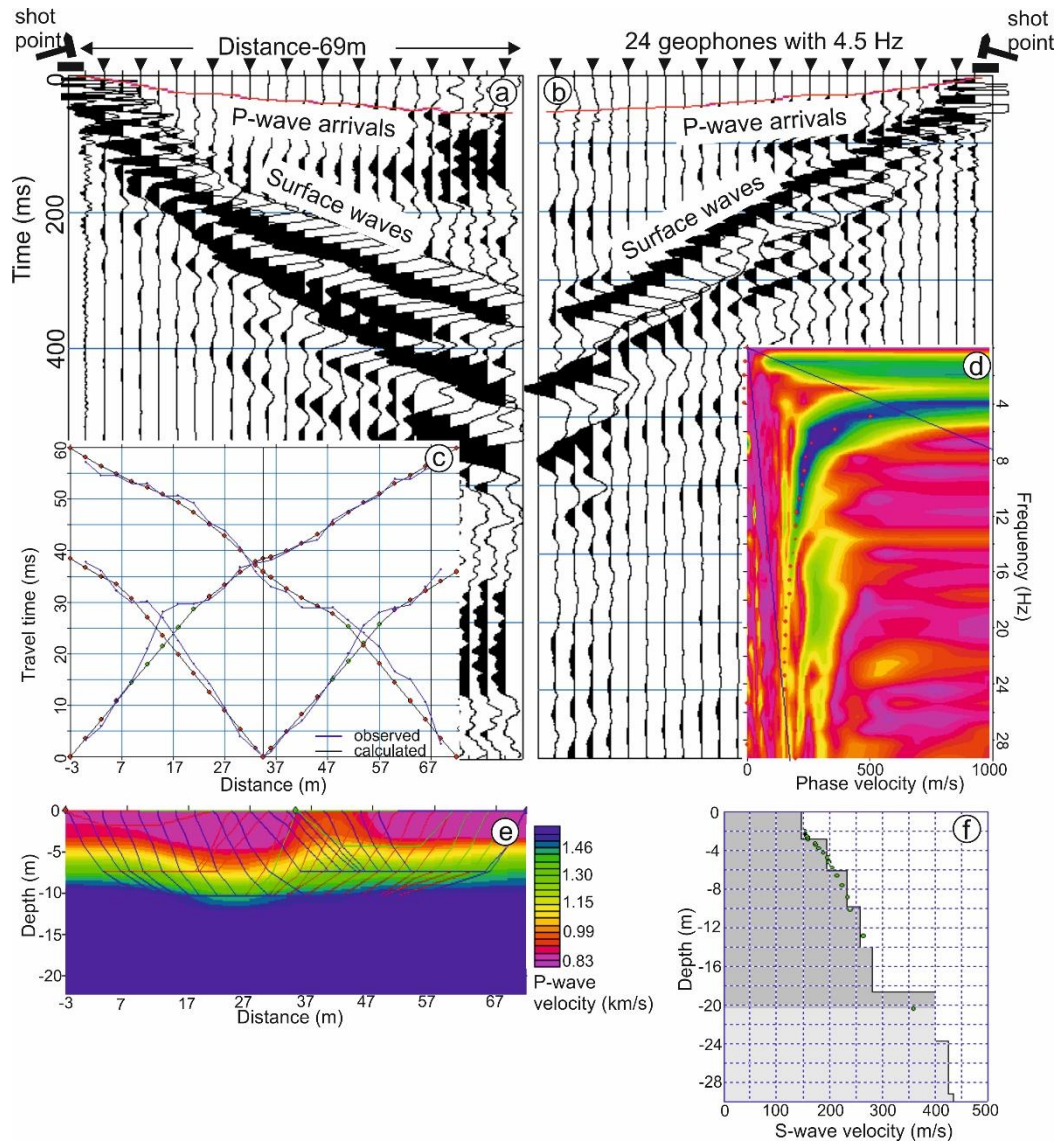 shot
point
Distance-69m
24 geophones with 4.5 Hz
shot
point
0
200
400
Time (ms)
a
P-wave arrivals
Surface waves
b
P-wave arrivals
Surface waves
c
60
50
40
30
20
10
0
Travel time (ms)
observed
calculated
-3 7 17 27 37 47 57 67
Distance (m)
d
4
8
12
16
20
24
28
Frequency (Hz)
0 500 1000
Phase velocity (m/s)
e
0
-5
-10
-15
-20
Depth (m)
-3 7 17 27 37 47 57 67
Distance (m)
1.46
1.15
0.99
0.83
P-wave
velocity (km/s)
f
0
-4
-8
-12
-16
-20
-24
-28
Depth (m)
0 100 200 300 400 500
S-wave velocity (m/s)